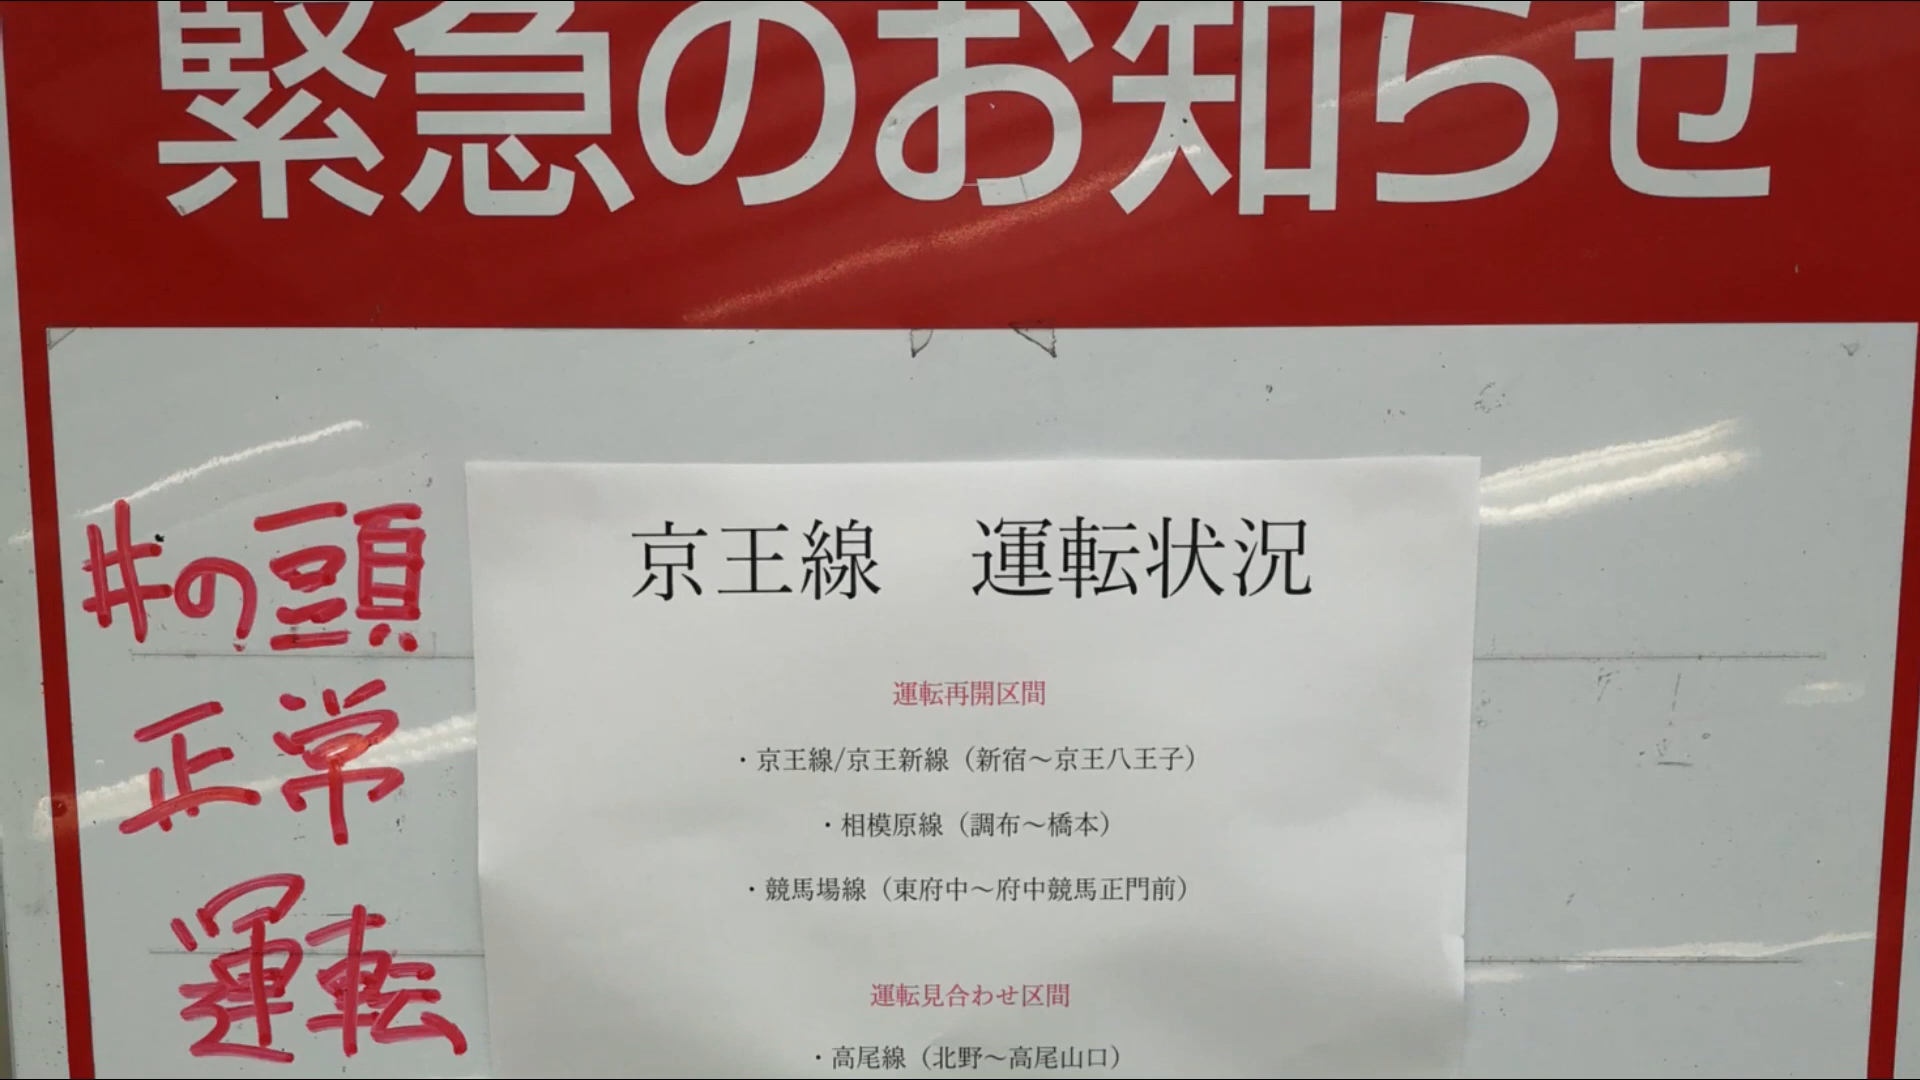 緊急のお知らせ
井の頭
正常
運転
京王線　運転状況
運転再開区間
・京王線/京王新線（新宿～京王八王子）
・相模原線（調布～橋本）
・競馬場線（東府中～府中競馬正門前）
運転見合わせ区間
・高尾線（北野～高尾山口）